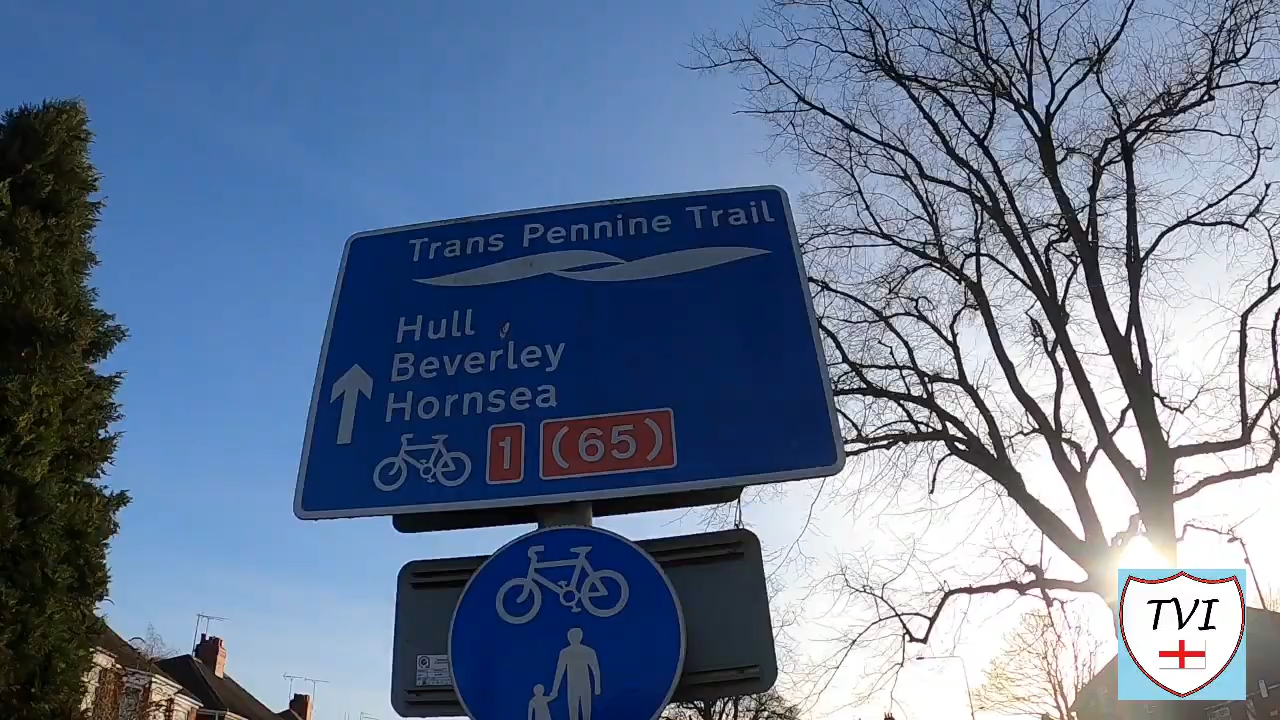 Trans Pennine Trail
Hull
Beverley
Hornsea
1 (65)
TVI